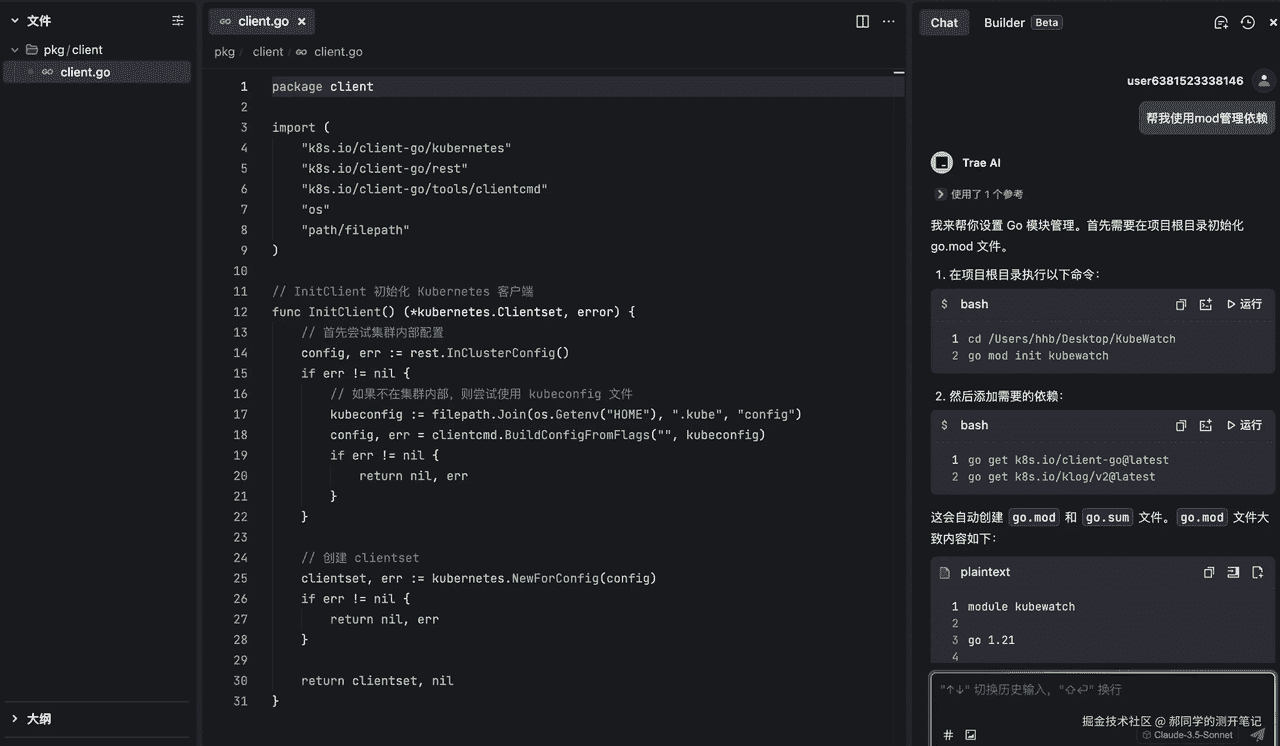 文件
pkg/client
client.go
大纲
client.go
pkg / client / client.go
1 package client
2
3 import (
4 "k8s.io/client-go/kubernetes"
5 "k8s.io/client-go/rest"
6 "k8s.io/client-go/tools/clientcmd"
7 "os"
8 "path/filepath"
9 )
10
11 // InitClient 初始化 Kubernetes 客户端
12 func InitClient() (*kubernetes.Clientset, error) {
13 // 首先尝试集群内部配置
14 config, err := rest.InClusterConfig()
15 if err != nil {
16 // 如果不在集群内部，则尝试使用 kubeconfig 文件
17 kubeconfig := filepath.Join(os.Getenv("HOME"), ".kube", "config")
18 config, err = clientcmd.BuildConfigFromFlags("", kubeconfig)
19 if err != nil {
20 return nil, err
21 }
22 }
23
24 // 创建 clientset
25 clientset, err := kubernetes.NewForConfig(config)
26 if err != nil {
27 return nil, err
28 }
29
30 return clientset, nil
31 }
Chat Builder Beta
user6381523338146
帮我使用mod管理依赖
Trae AI
使用了 1 个参考
我来帮你设置 Go 模块管理。首先需要在项目根目录初始化
go.mod 文件。
1. 在项目根目录执行以下命令：
$ bash 运行
1 cd /Users/hhb/Desktop/KubeWatch
2 go mod init kubewatch
2. 然后添加需要的依赖：
$ bash 运行
1 go get k8s.io/client-go@latest
2 go get k8s.io/klog/v2@latest
这会自动创建 go.mod 和 go.sum 文件。 go.mod 文件大
致内容如下：
plaintext
1 module kubewatch
2
3 go 1.21
4
"↑↓" 切换历史输入，"⇧⏎" 换行
掘金技术社区 @ 郝同学的测开笔记
# Claude-3.5-Sonnet